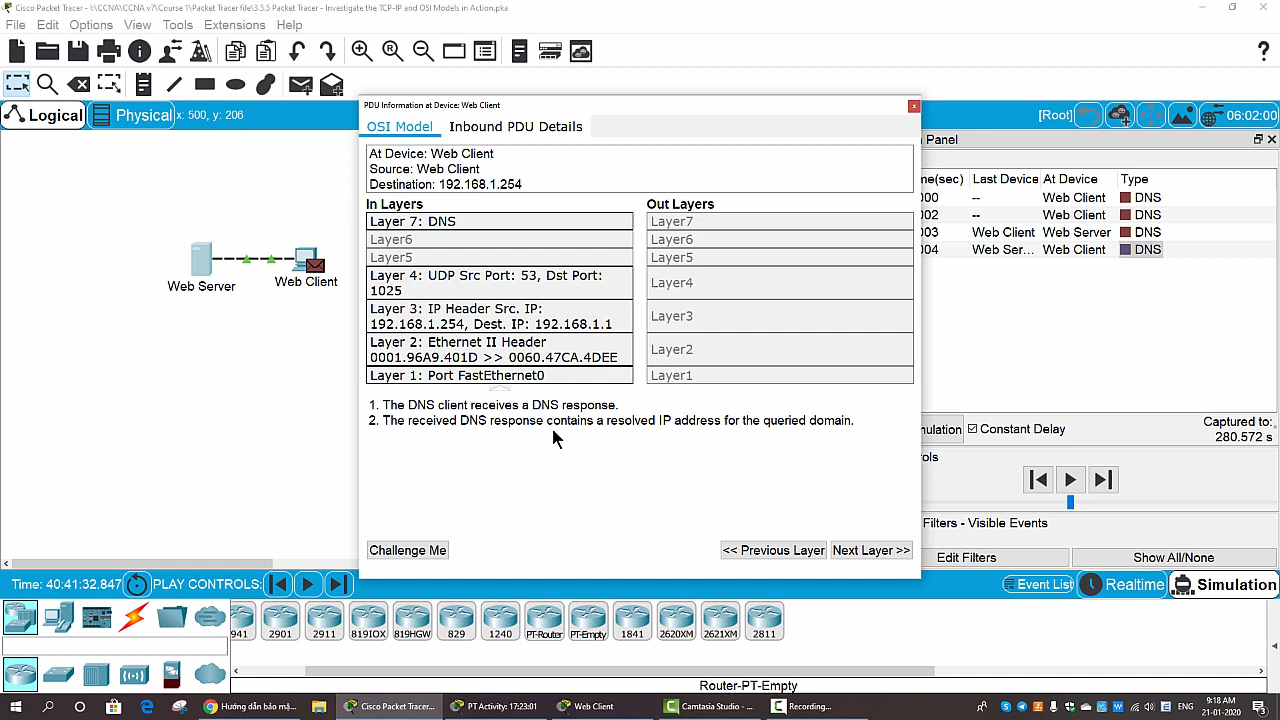 Cisco Packet Tracer - I:\CCNA\CCNA v7\Course 1\Packet Tracer file\3.5.5 Packet Tracer - Investigate the TCP-IP and OSI Models in Action.pka
File Edit Options View Tools Extensions Help
Logical Physical x: 500, y: 206
[Root] 06:02:00
PDU Information at Device: Web Client
OSI Model Inbound PDU Details
Panel
At Device: Web Client
Source: Web Client
Destination: 192.168.1.254
me(sec) Last Device At Device Type
000 -- Web Client DNS
002 -- Web Client DNS
003 Web Client Web Server DNS
004 Web Ser... Web Client DNS
In Layers Out Layers
Layer 7: DNS Layer7
Layer6 Layer6
Layer5 Layer5
Layer 4: UDP Src Port: 53, Dst Port:
1025
Layer4
Layer 3: IP Header Src. IP:
192.168.1.254, Dest. IP: 192.168.1.1
Layer3
Layer 2: Ethernet II Header
0001.96A9.401D >> 0060.47CA.4DEE
Layer2
Layer 1: Port FastEthernet0 Layer1
Web Server Web Client
1. The DNS client receives a DNS response.
2. The received DNS response contains a resolved IP address for the queried domain.
Challenge Me << Previous Layer Next Layer >>
nulation Constant Delay
Captured to:
280.572 s
ols
Filters - Visible Events
Edit Filters Show All/None
Time: 40:41:32.847 PLAY CONTROLS:
Event List Realtime Simulation
941 2901 2911 819IOX 819HGW 829 1240 PT-Router PT-Empty 1841 2620XM 2621XM 2811
Router-PT-Empty
Hướng dẫn bảo mậ... Cisco Packet Tracer... PT Activity: 17:23:01 Web Client Camtasia Studio - ... Recording...
9:18 AM
21-01-2020